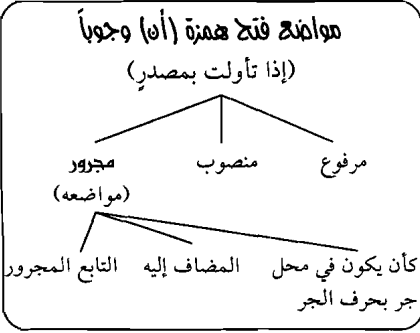 مواضع فتح همزة (أن) وجوباً
(إذا تأولت بمصدرٍ)
مرفوع منصوب مجرور
(مواضعه)
كأن يكون في محل المضاف إليه التابع المجرور
جر بحرف الجر